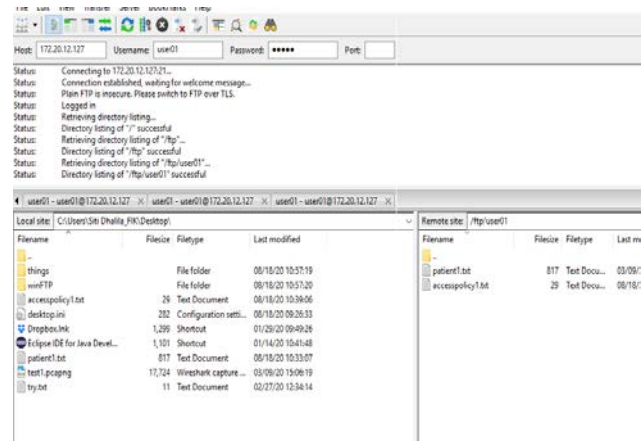 File Edit View Transfer Server Bookmarks Help
Host: 172.20.12.127 Username: user01 Password: ●●●●● Port:
Status: Connecting to 172.20.12.127:21...
Status: Connection established, waiting for welcome message...
Status: Plain FTP is insecure. Please switch to FTP over TLS.
Status: Logged in
Status: Retrieving directory listing...
Status: Directory listing of "/" successful
Status: Retrieving directory listing of "/ftp"...
Status: Directory listing of "/ftp" successful
Status: Retrieving directory listing of "/ftp/user01"...
Status: Directory listing of "/ftp/user01" successful
user01 - user01@172.20.12.127 × user01 - user01@172.20.12.127 × user01 - user01@172.20.12.127 ×
Local site: C:\Users\Siti Dhalila_FIK\Desktop\
Filename Filesize Filetype Last modified
..
things File folder 08/18/20 10:57:19
winFTP File folder 08/18/20 10:57:20
accesspolicy1.txt 29 Text Document 08/18/20 10:39:06
desktop.ini 282 Configuration setti... 08/18/20 09:26:33
Dropbox.lnk 1,299 Shortcut 01/29/20 09:49:26
Eclipse IDE for Java Devel... 1,101 Shortcut 01/14/20 10:41:48
patient1.txt 817 Text Document 08/18/20 10:33:07
test1.pcapng 17,724 Wireshark capture ... 03/09/20 15:06:19
try.txt 11 Text Document 02/27/20 12:34:14
Remote site: /ftp/user01
Filename Filesize Filetype Last m
..
patient1.txt 817 Text Docu... 03/09/
accesspolicy1.txt 29 Text Docu... 08/18/